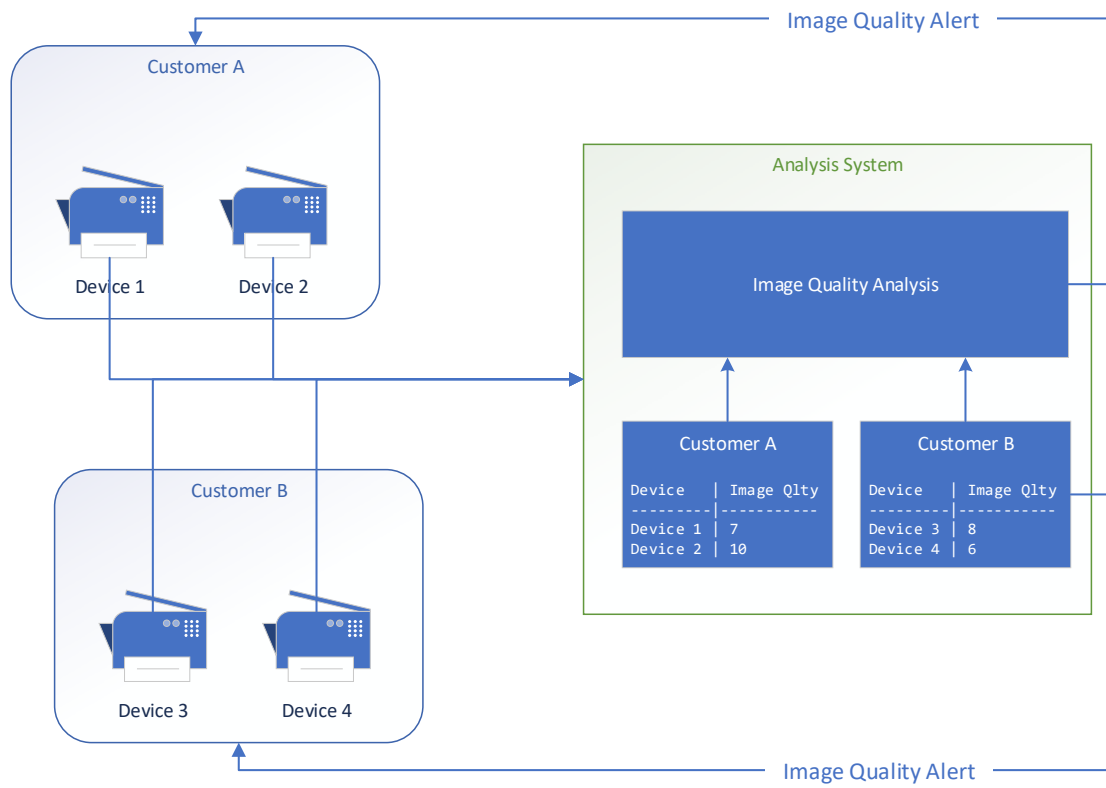 Image Quality Alert
Customer A
Device 1
Device 2
Analysis System
Image Quality Analysis
Customer A
Device | Image Qlty
---------|-----------
Device 1 | 7
Device 2 | 10
Customer B
Device | Image Qlty
---------|-----------
Device 3 | 8
Device 4 | 6
Customer B
Device 3
Device 4
Image Quality Alert